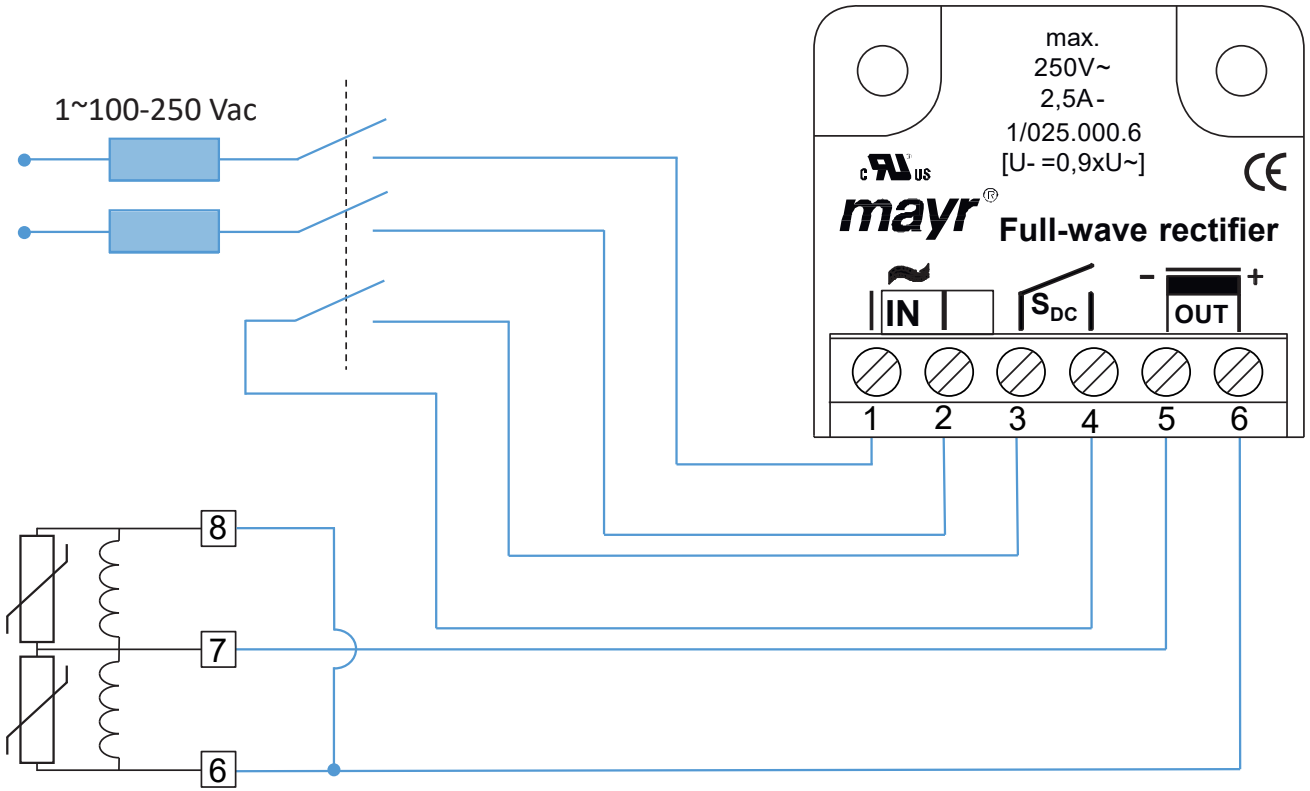 1~100-250 Vac
max.
250V~
2,5A-
1/025.000.6
[U- =0,9xU~]
c RU US
CE
mayr®
Full-wave rectifier
~
IN
SDC
- +
OUT
1 2 3 4 5 6
8
7
6